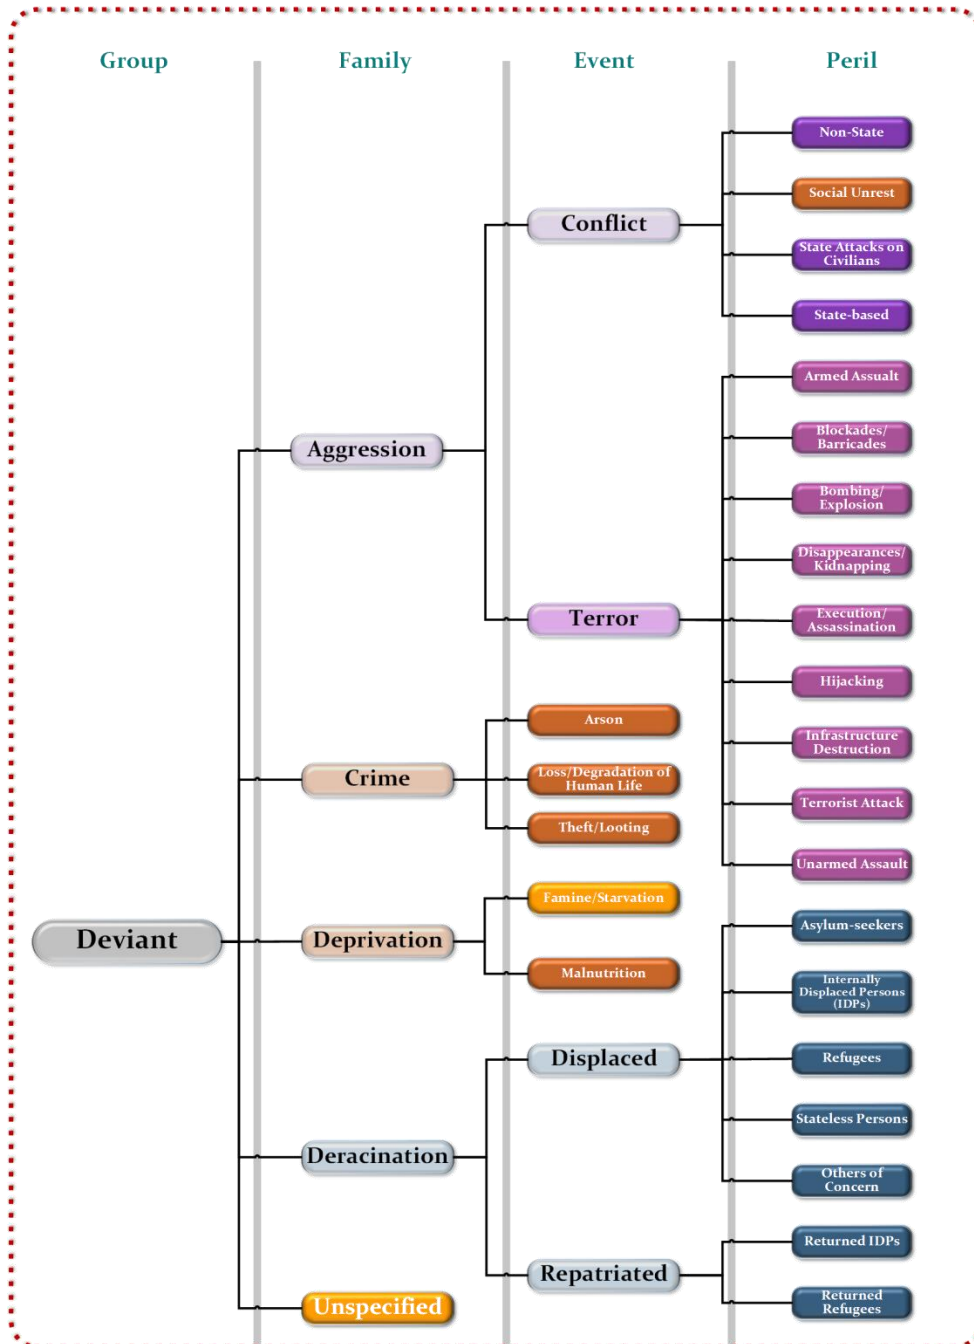 Group Family Event Peril
Non-State
Social Unrest
Conflict
State Attacks on
Civilians
State-based
Armed Assualt
Blockades/
Barricades
Aggression
Bombing/
Explosion
Disappearances/
Kidnapping
Terror
Execution/
Assassination
Hijacking
Infrastructure
Destruction
Terrorist Attack
Unarmed Assault
Arson
Crime
Loss/Degradation of
Human Life
Theft/Looting
Famine/Starvation
Deviant
Deprivation
Malnutrition
Asylum-seekers
Internally
Displaced Persons
(IDPs)
Displaced
Refugees
Stateless Persons
Deracination
Others of
Concern
Returned IDPs
Repatriated
Returned
Refugees
Unspecified